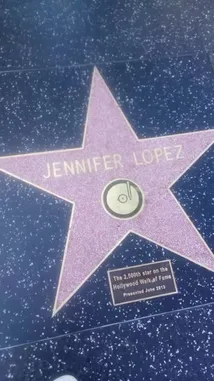 JENNIFER LOPEZ
The 2,500th star on the
Hollywood Walk of Fame
Presented June 2013